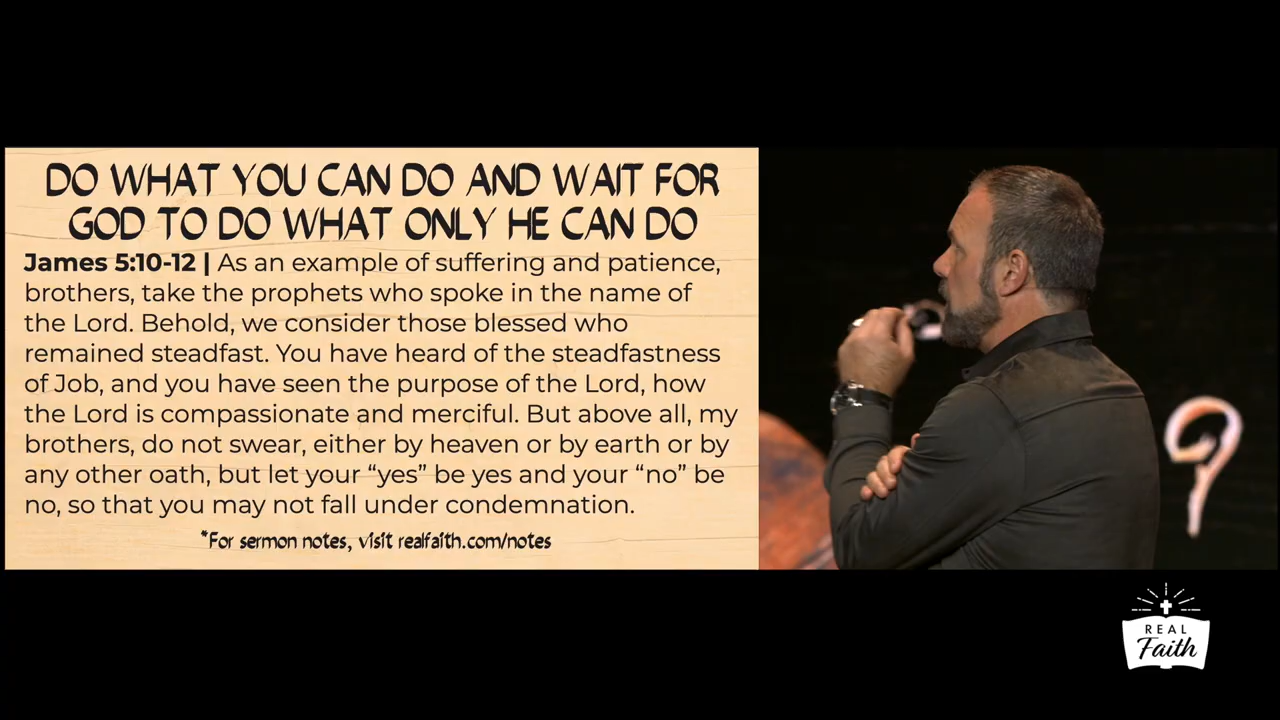 DO WHAT YOU CAN DO AND WAIT FOR
GOD TO DO WHAT ONLY HE CAN DO
James 5:10-12 | As an example of suffering and patience,
brothers, take the prophets who spoke in the name of
the Lord. Behold, we consider those blessed who
remained steadfast. You have heard of the steadfastness
of Job, and you have seen the purpose of the Lord, how
the Lord is compassionate and merciful. But above all, my
brothers, do not swear, either by heaven or by earth or by
any other oath, but let your “yes” be yes and your “no” be
no, so that you may not fall under condemnation.
*For sermon notes, visit realfaith.com/notes
?
REAL
Faith